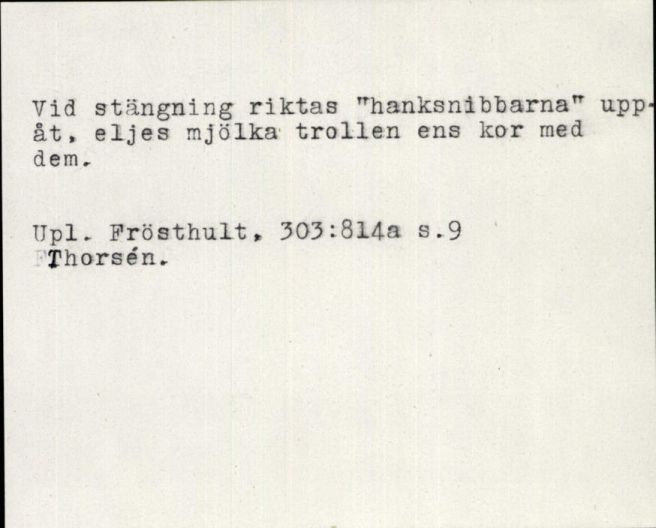 Vid stängning riktas "hanksnibbarna" upp-
åt, eljes mjölka trollen ens kor med
dem.
Upl. Frösthult, 303:814a s.9
Thorsén.